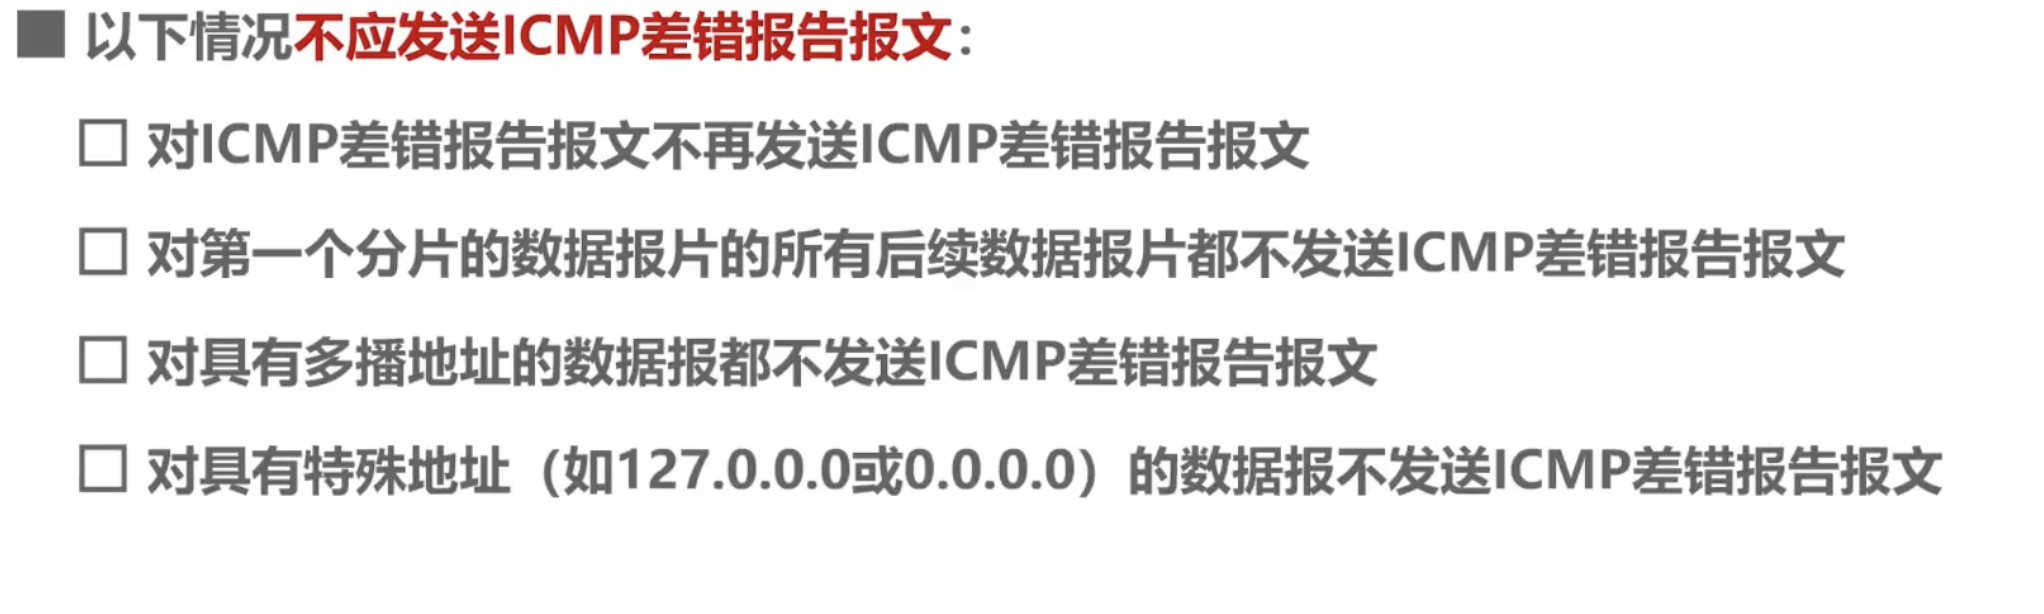 以下情况不应发送ICMP差错报告报文：
对ICMP差错报告报文不再发送ICMP差错报告报文
对第一个分片的数据报片的所有后续数据报片都不发送ICMP差错报告报文
对具有多播地址的数据报都不发送ICMP差错报告报文
对具有特殊地址（如127.0.0.0或0.0.0.0）的数据报不发送ICMP差错报告报文